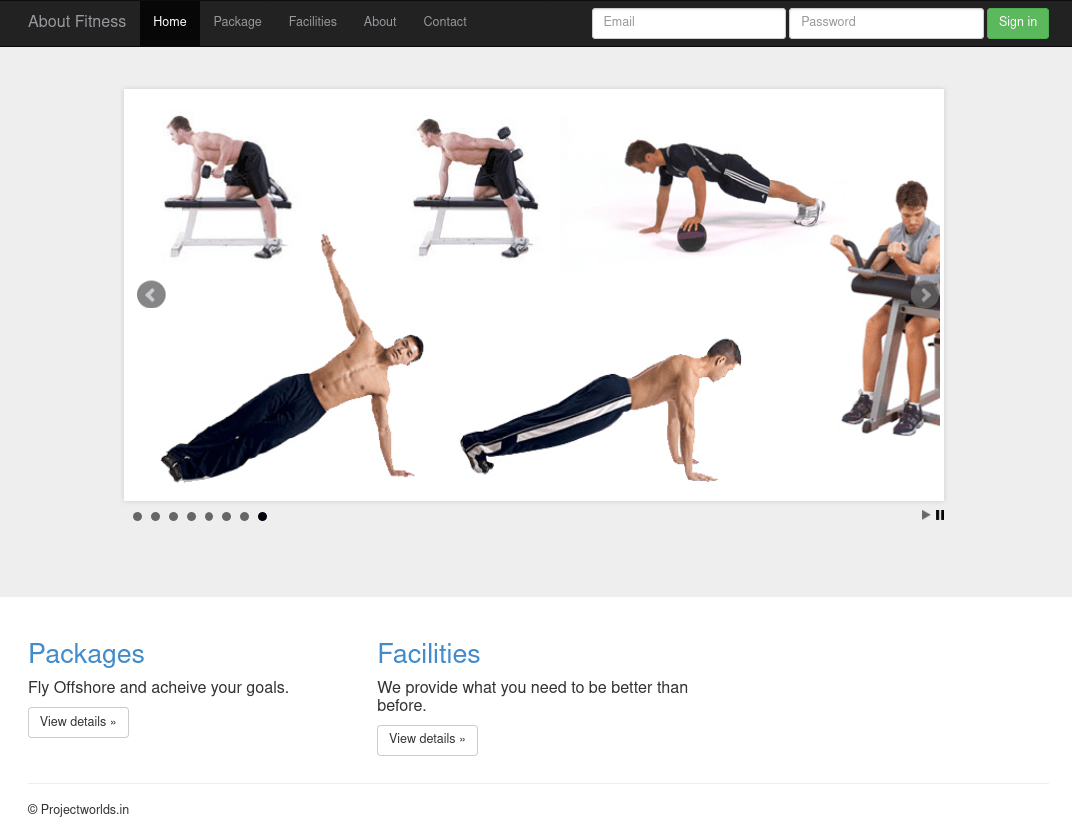 About Fitness Home Package Facilities About Contact Email Password Sign in
Packages
Fly Offshore and acheive your goals.
View details »
Facilities
We provide what you need to be better than
before.
View details »
© Projectworlds.in